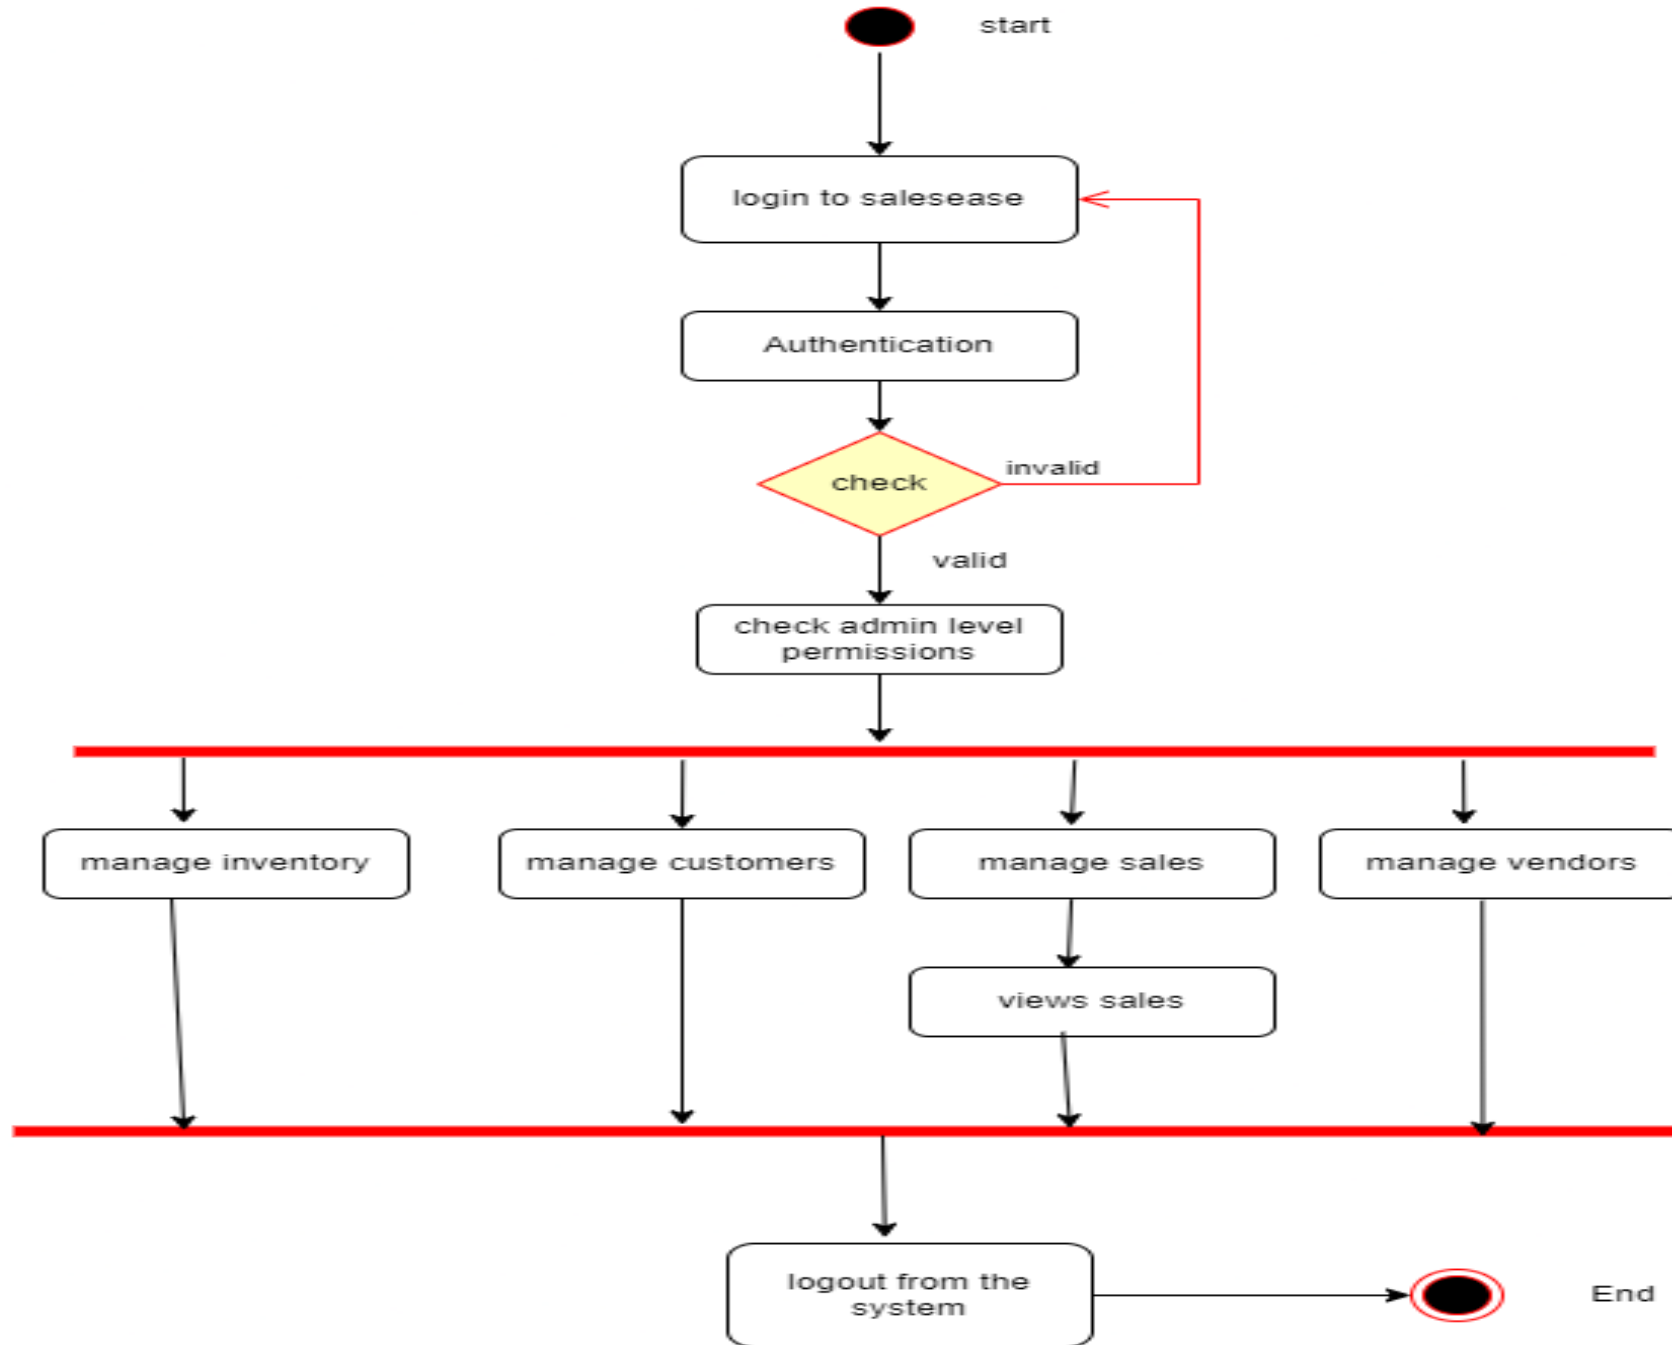 start
login to salesease
Authentication
check
invalid
valid
check admin level
permissions
manage inventory
manage customers
manage sales
manage vendors
views sales
logout from the
system
End